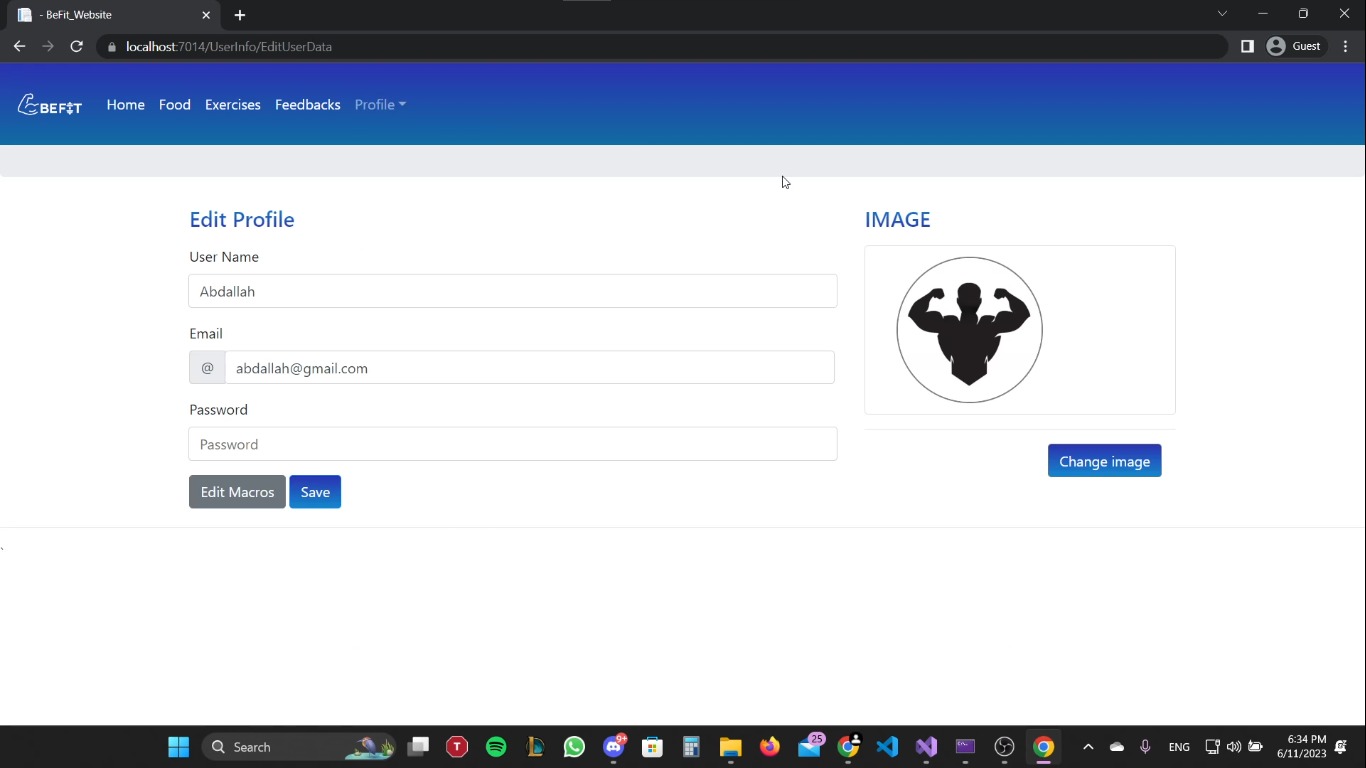 - BeFit_Website
localhost:7014/UserInfo/EditUserData
Guest
BEFIT
Home Food Exercises Feedbacks Profile
Edit Profile
IMAGE
User Name
Abdallah
Email
@ abdallah@gmail.com
Password
Password
Change image
Edit Macros Save
`
Search
T
9+
25
ENG
6:34 PM
6/11/2023